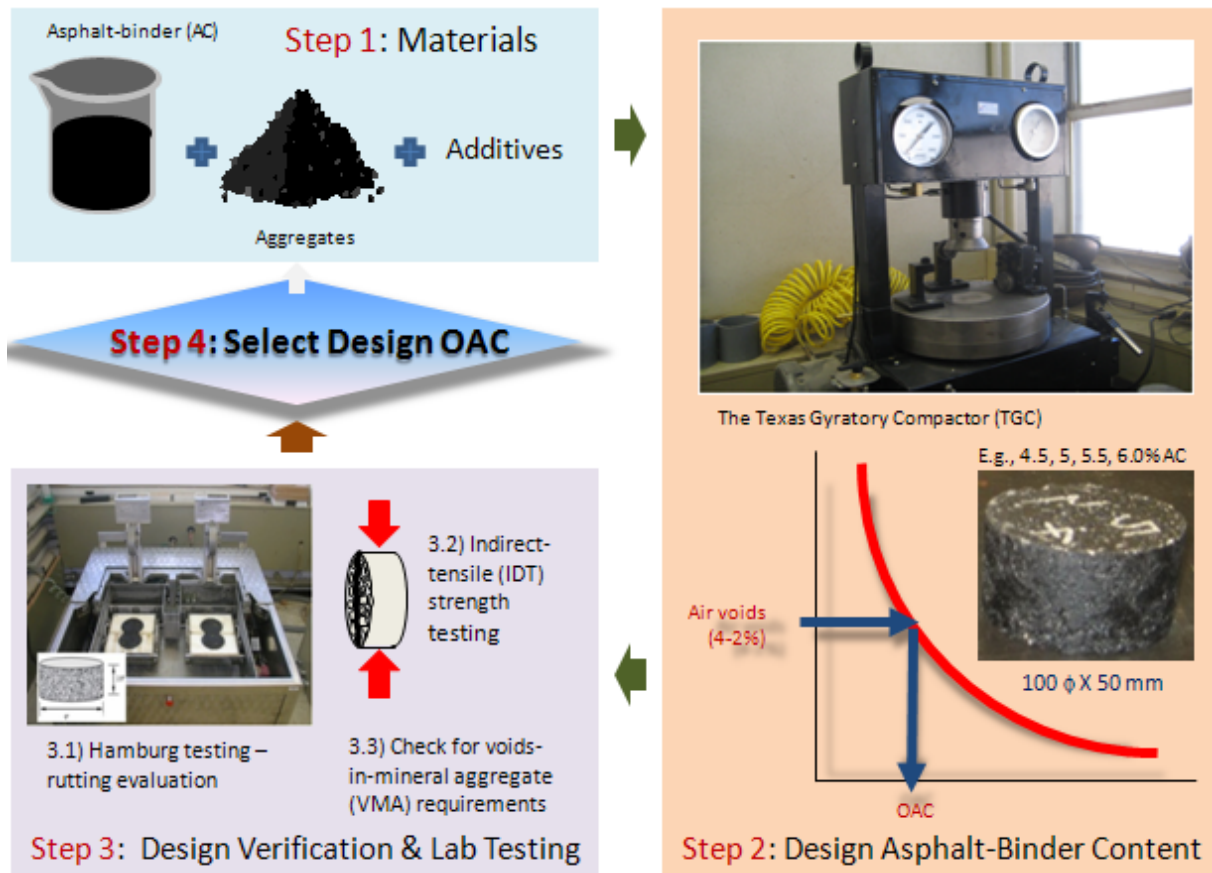 Asphalt-binder (AC)
Step 1: Materials
Additives
Aggregates
The Texas Gyratory Compactor (TGC)
E.g., 4.5, 5, 5.5, 6.0% AC
Air voids
(4-2%)
100 ϕ X 50 mm
OAC
Step 2: Design Asphalt-Binder Content
3.1) Hamburg testing –
rutting evaluation
3.2) Indirect-
tensile (IDT)
strength
testing
3.3) Check for voids-
in-mineral aggregate
(VMA) requirements
Step 3: Design Verification & Lab Testing
Step 4: Select Design OAC